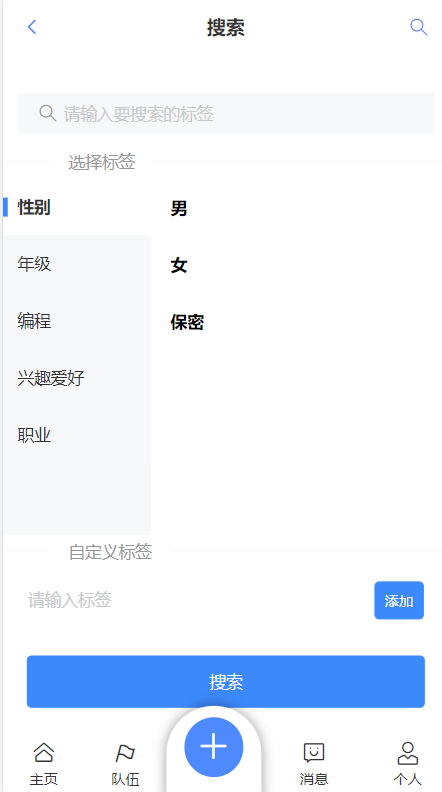 搜索
请输入要搜索的标签
选择标签
性别
男
年级
女
编程
保密
兴趣爱好
职业
自定义标签
请输入标签
添加
搜索
主页
队伍
消息
个人